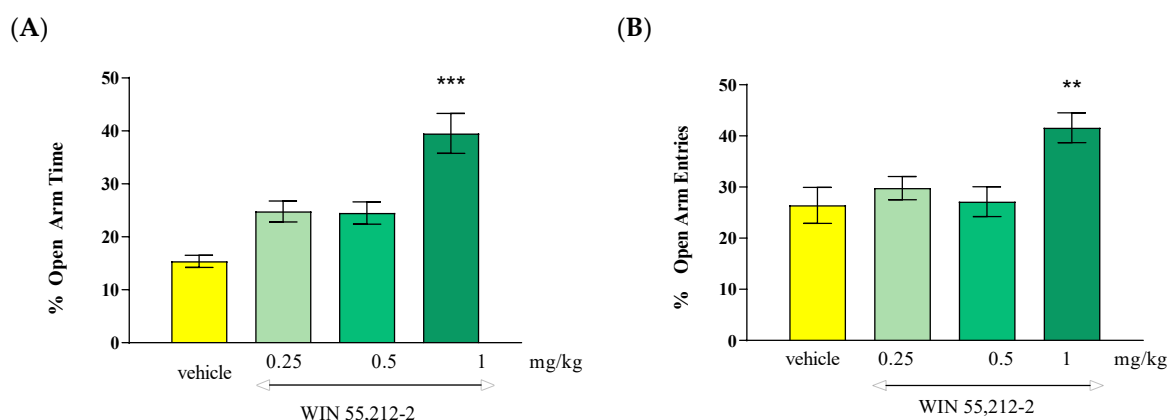 (A)
% Open Arm Time
50
40
30
20
10
0
***
vehicle 0.25 0.5 1 mg/kg
WIN 55,212-2
(B)
% Open Arm Entries
50
40
30
20
10
0
**
vehicle 0.25 0.5 1 mg/kg
WIN 55,212-2